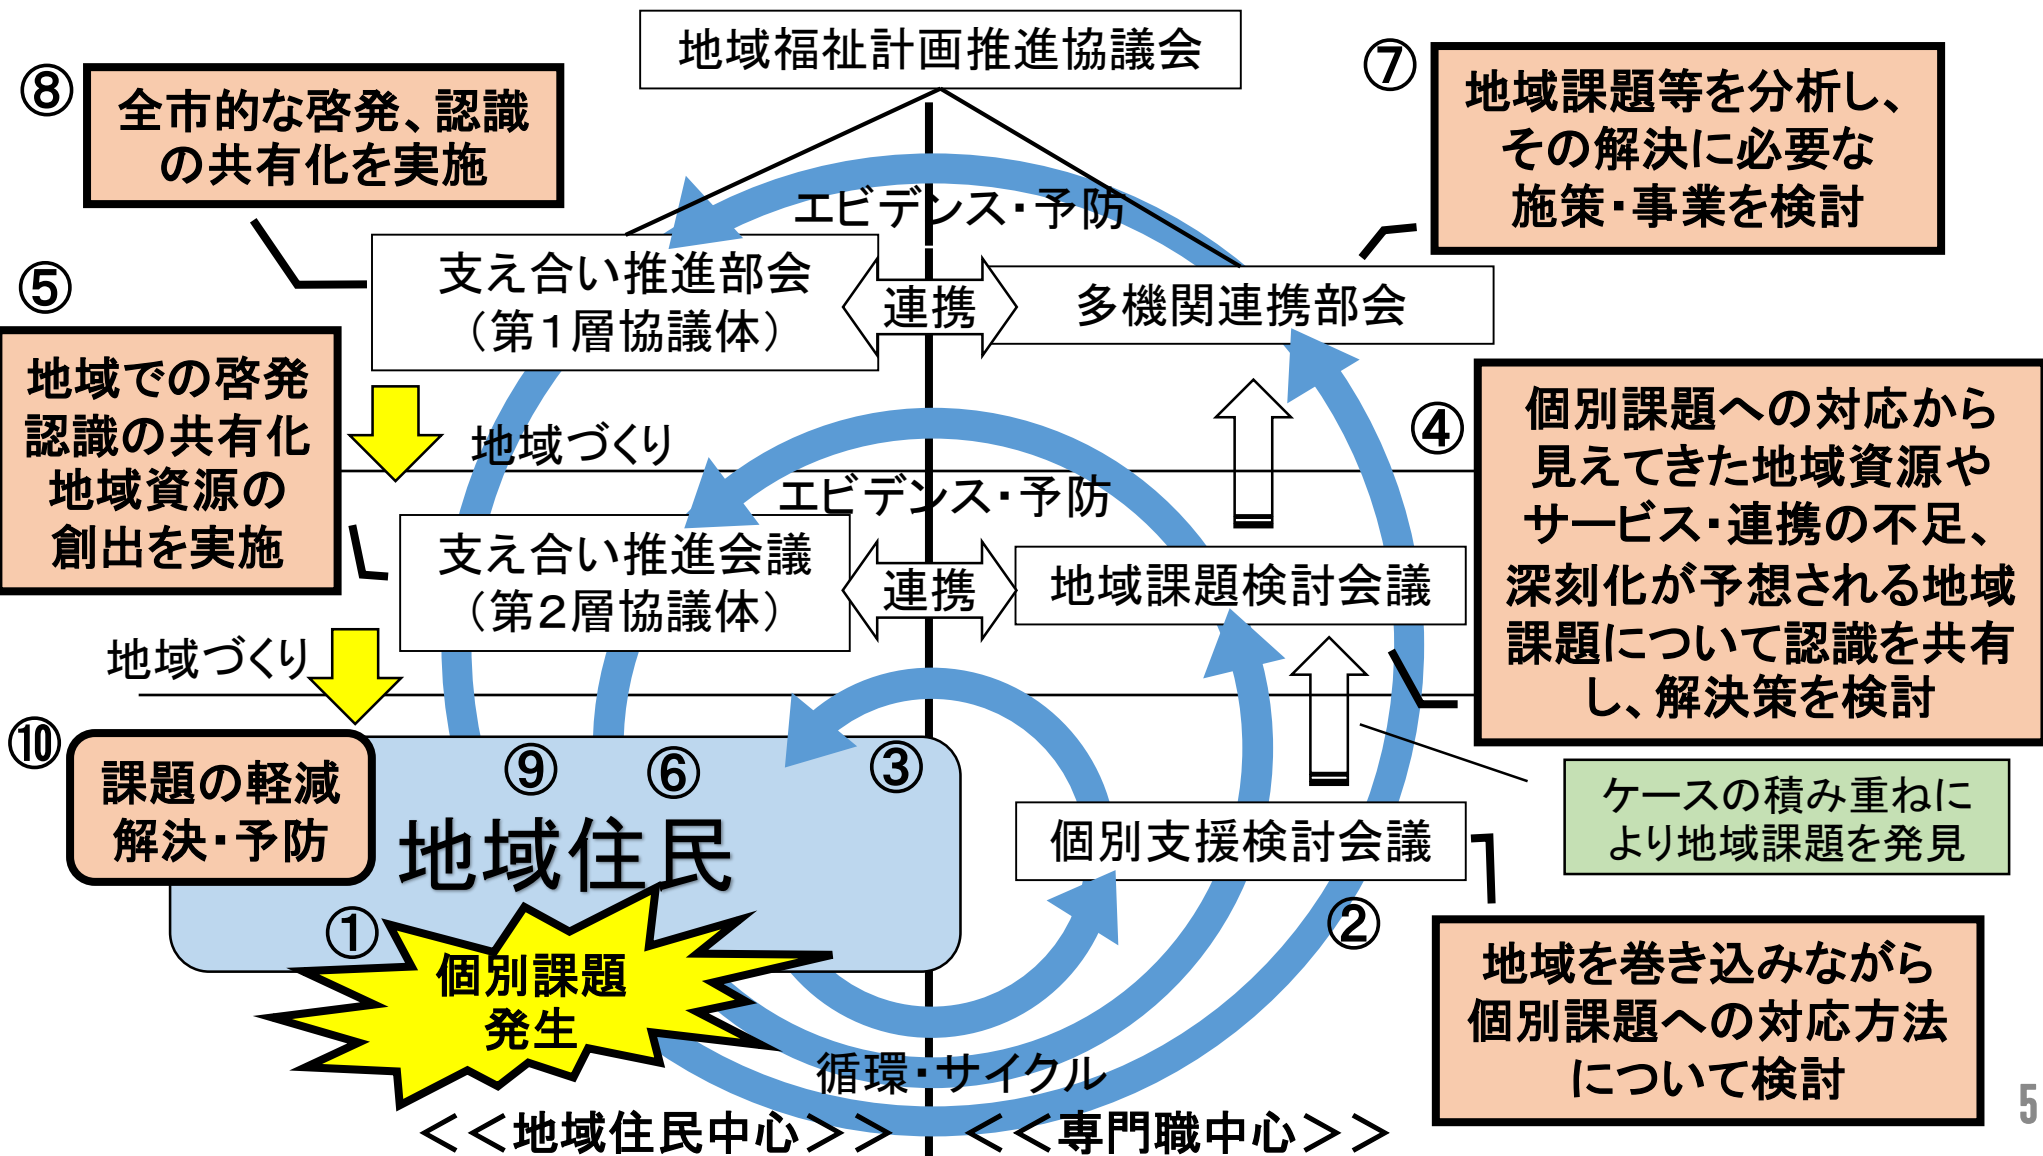 地域福祉計画推進協議会
⑧
全市的な啓発、認識
の共有化を実施
⑦
地域課題等を分析し、
その解決に必要な
施策・事業を検討
エビデンス・予防
支え合い推進部会
（第１層協議体）
連携
多機関連携部会
⑤
地域での啓発
認識の共有化
地域資源の
創出を実施
地域づくり
④
個別課題への対応から
見えてきた地域資源や
サービス・連携の不足、
深刻化が予想される地域
課題について認識を共有
し、解決策を検討
エビデンス・予防
支え合い推進会議
（第２層協議体）
連携
地域課題検討会議
地域づくり
⑩
課題の軽減
解決・予防
⑨
⑥
③
地域住民
①
個別課題
発生
個別支援検討会議
ケースの積み重ねに
より地域課題を発見
②
地域を巻き込みながら
個別課題への対応方法
について検討
循環・サイクル
＜＜地域住民中心＞＞
＜＜専門職中心＞＞
5